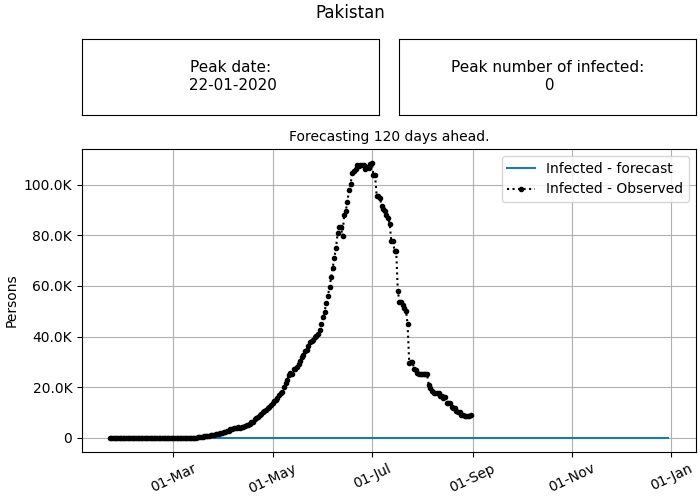 Pakistan
Peak date:
22-01-2020
Peak number of infected:
0
Forecasting 120 days ahead.
Infected - forecast
Infected - Observed
100.0K
80.0K
60.0K
40.0K
20.0K
0
Persons
01-Mar
01-May
01-Jul
01-Sep
01-Nov
01-Jan